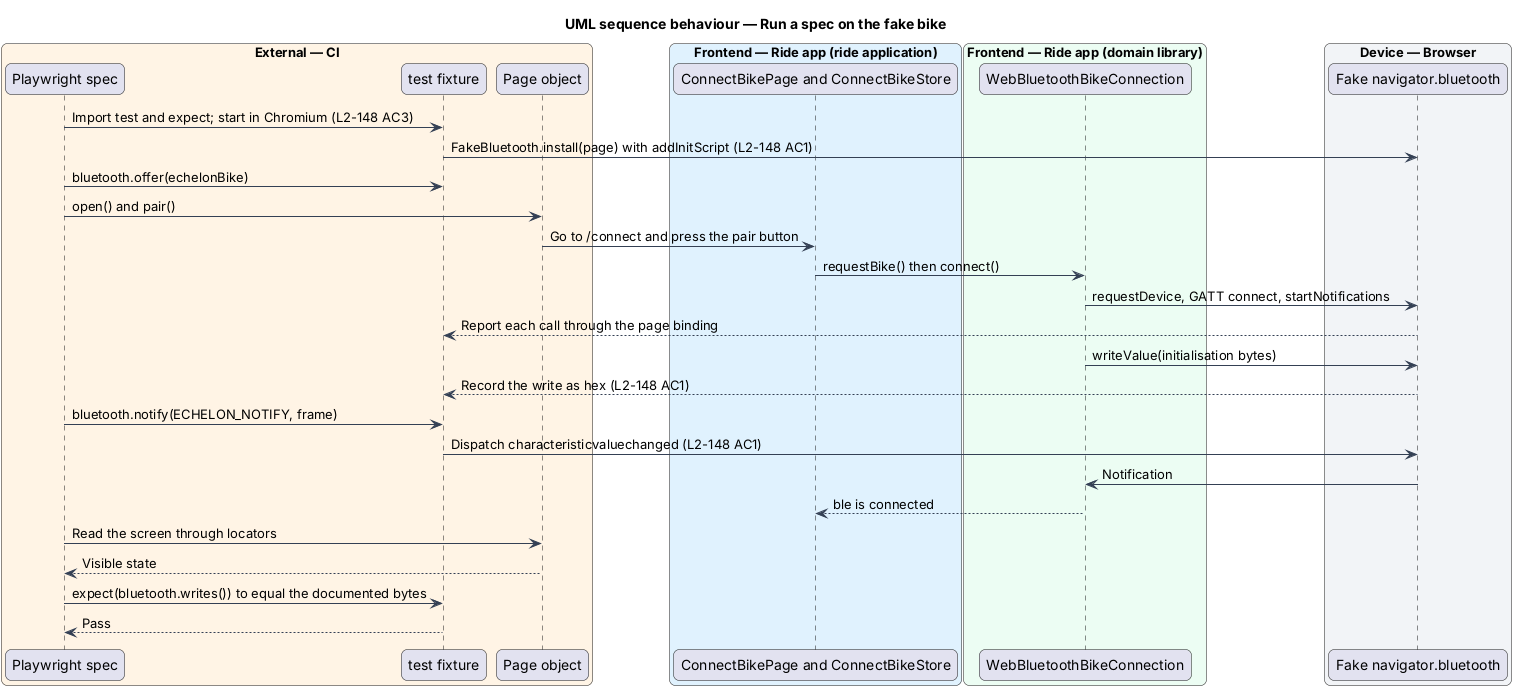 UML sequence behaviour — Run a spec on the fake bike
External — CI
Frontend — Ride app (ride application)
Frontend — Ride app (domain library)
Device — Browser
Playwright spec
test fixture
Page object
ConnectBikePage and ConnectBikeStore
WebBluetoothBikeConnection
Fake navigator.bluetooth
Import test and expect; start in Chromium (L2-148 AC3)
FakeBluetooth.install(page) with addInitScript (L2-148 AC1)
bluetooth.offer(echelonBike)
open() and pair()
Go to /connect and press the pair button
requestBike() then connect()
requestDevice, GATT connect, startNotifications
Report each call through the page binding
writeValue(initialisation bytes)
Record the write as hex (L2-148 AC1)
bluetooth.notify(ECHELON_NOTIFY, frame)
Dispatch characteristicvaluechanged (L2-148 AC1)
Notification
ble is connected
Read the screen through locators
Visible state
expect(bluetooth.writes()) to equal the documented bytes
Pass
Playwright spec
test fixture
Page object
ConnectBikePage and ConnectBikeStore
WebBluetoothBikeConnection
Fake navigator.bluetooth